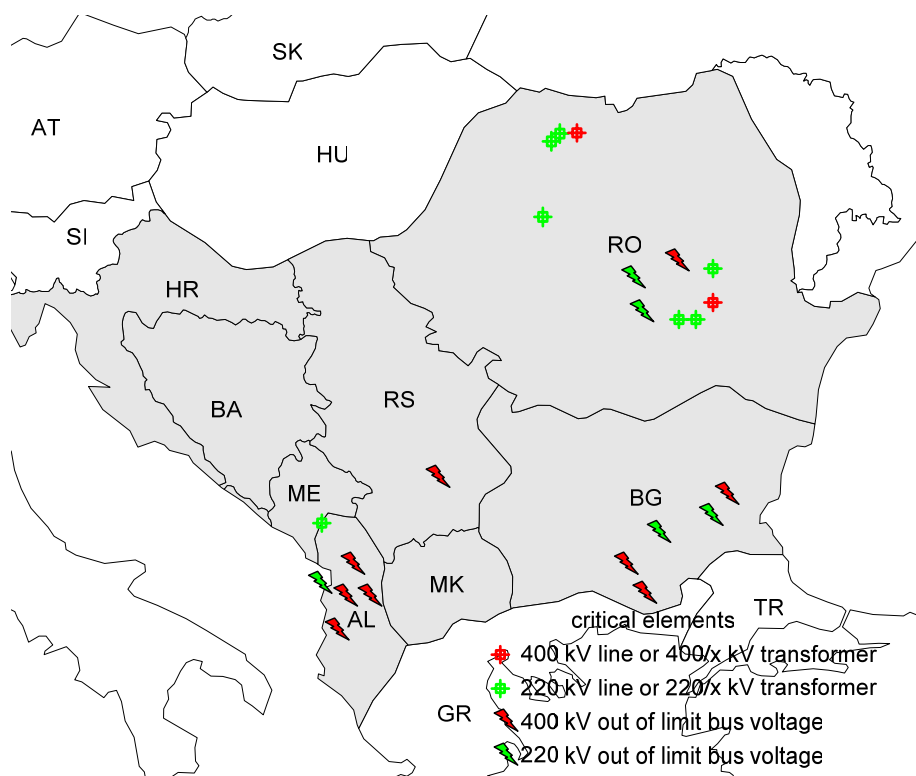 SK
AT
HU
SI
RO
HR
RS
BA
ME
BG
MK
TR
AL
critical elements
400 kV line or 400/x kV transformer
220 kV line or 220/x kV transformer
GR
400 kV out of limit bus voltage
220 kV out of limit bus voltage